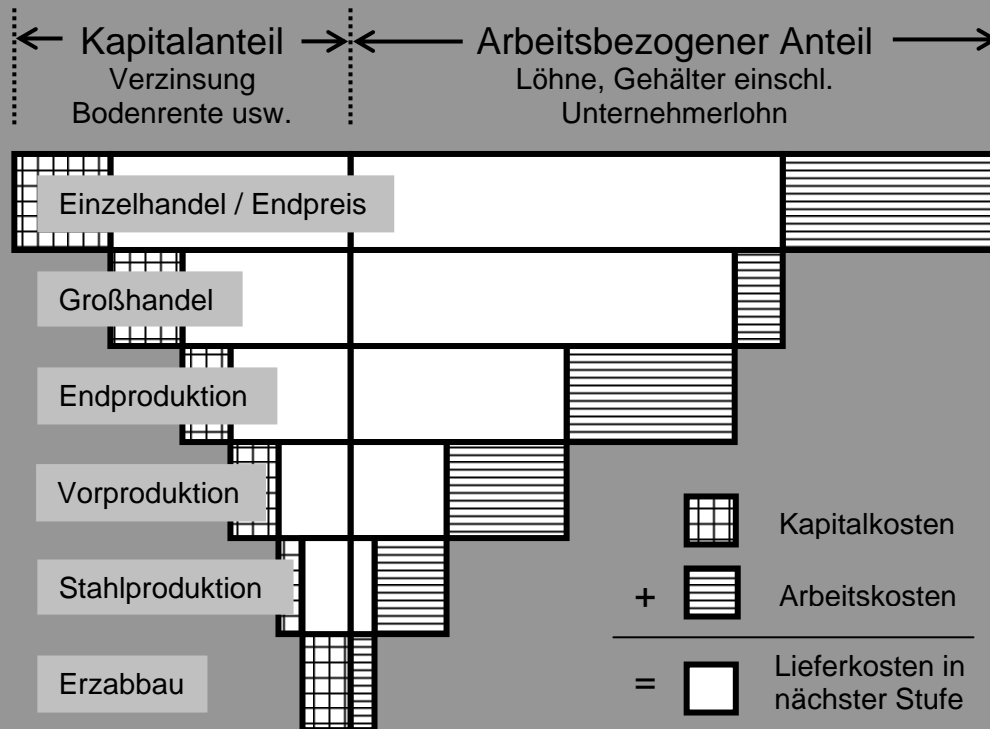 Kapitalanteil
Verzinsung
Bodenrente usw.
Arbeitsbezogener Anteil
Löhne, Gehälter einschl.
Unternehmerlohn
Einzelhandel / Endpreis
Großhandel
Endproduktion
Vorproduktion
Stahlproduktion
Erzabbau
Kapitalkosten
+ Arbeitskosten
= Lieferkosten in
nächster Stufe